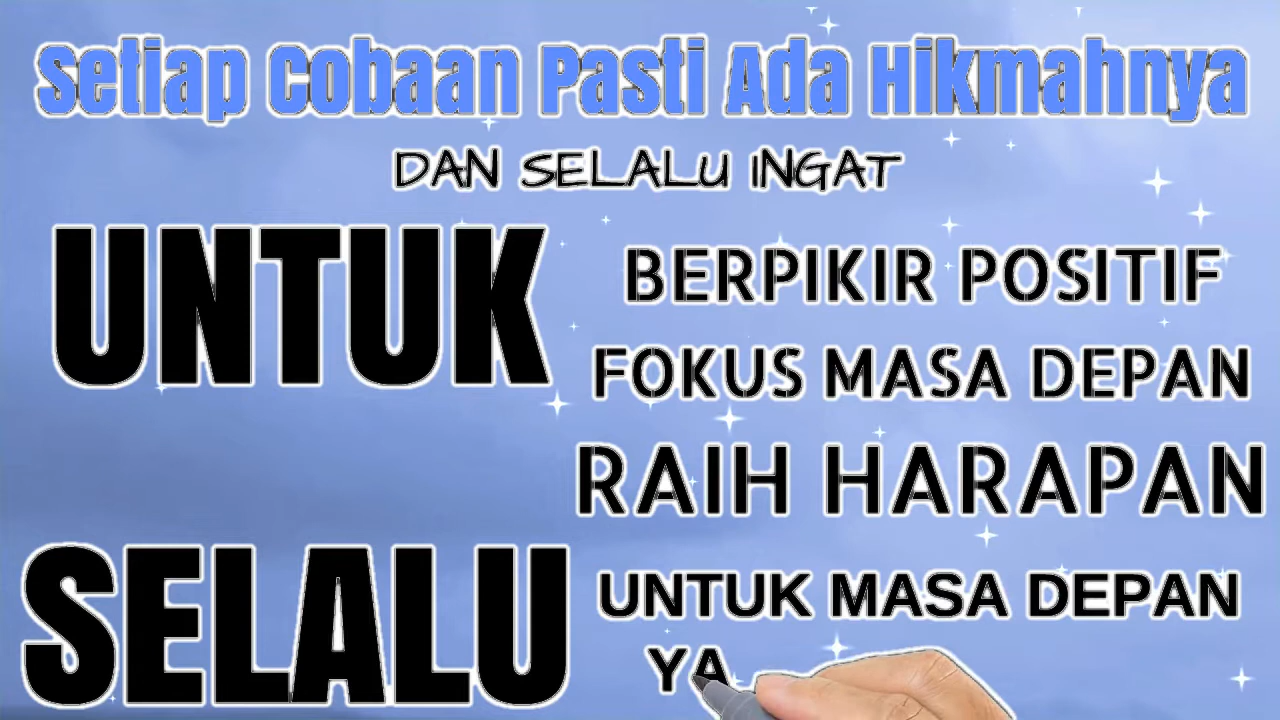 Setiap Cobaan Pasti Ada Hikmahnya
DAN SELALU INGAT
UNTUK
BERPIKIR POSITIF
FOKUS MASA DEPAN
RAIH HARAPAN
SELALU
UNTUK MASA DEPAN
YA